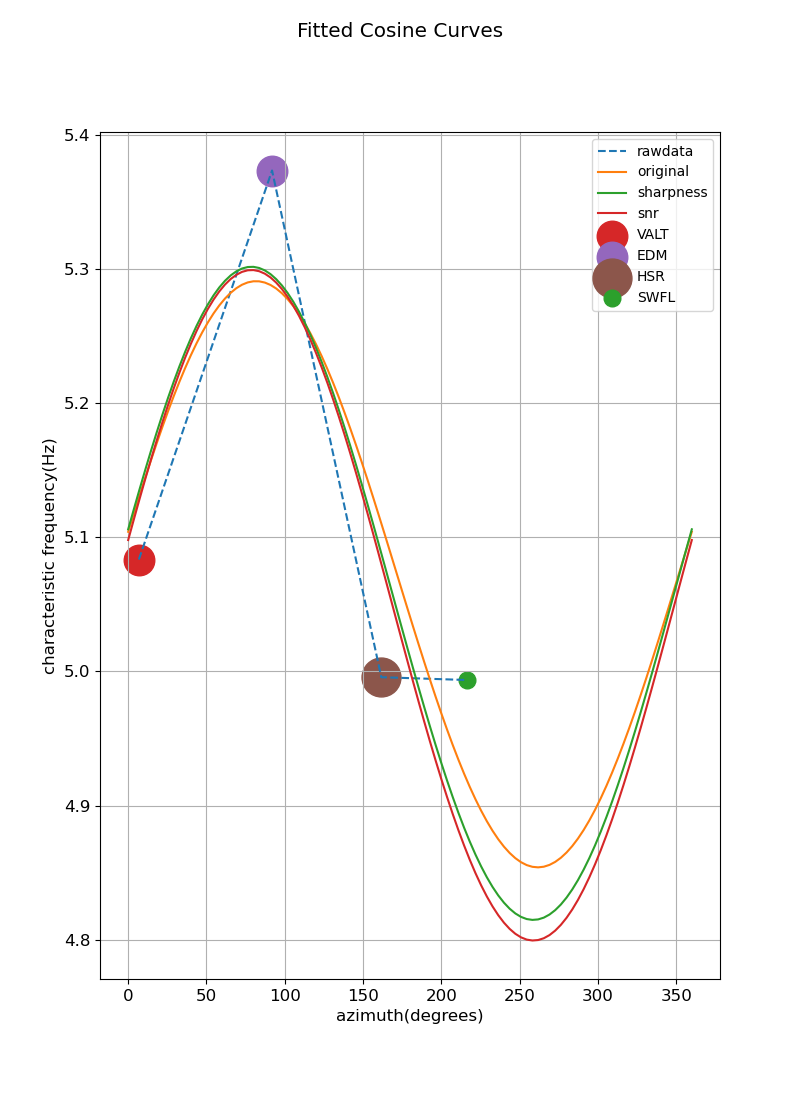 Fitted Cosine Curves
5.4
5.3
5.2
5.1
5.0
4.9
4.8
characteristic frequency(Hz)
rawdata
original
sharpness
snr
VALT
EDM
HSR
SWFL
0 50 100 150 200 250 300 350
azimuth(degrees)